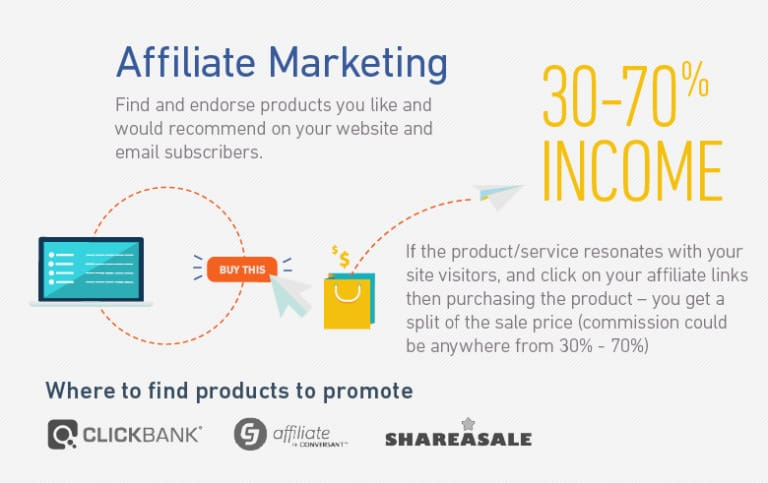 Affiliate Marketing
Find and endorse products you like and
would recommend on your website and
email subscribers.
30-70%
INCOME
BUY THIS
$
$
If the product/service resonates with your
site visitors, and click on your affiliate links
then purchasing the product – you get a
split of the sale price (commission could
be anywhere from 30% - 70%)
Where to find products to promote
CLICKBANK®
cj affiliate
by CONVERSANT™
SHAREASALE